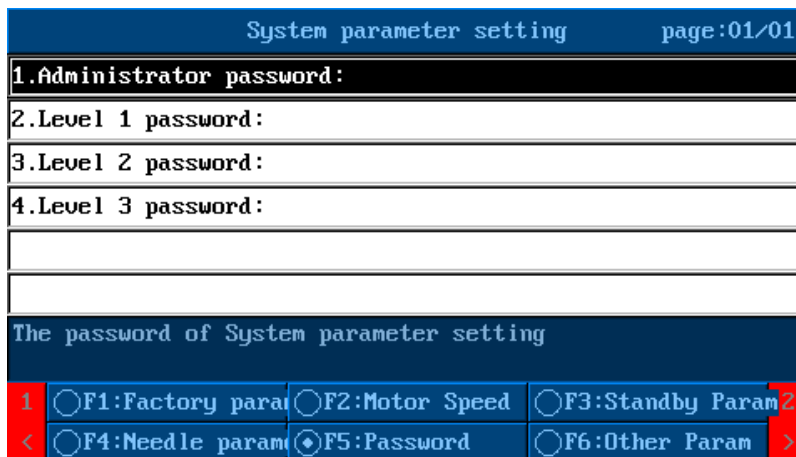 System parameter setting page:01/01
1.Administrator password:
2.Level 1 password:
3.Level 2 password:
4.Level 3 password:
The password of System parameter setting
1 F1:Factory para F2:Motor Speed F3:Standby Param 2
< F4:Needle param F5:Password F6:Other Param >